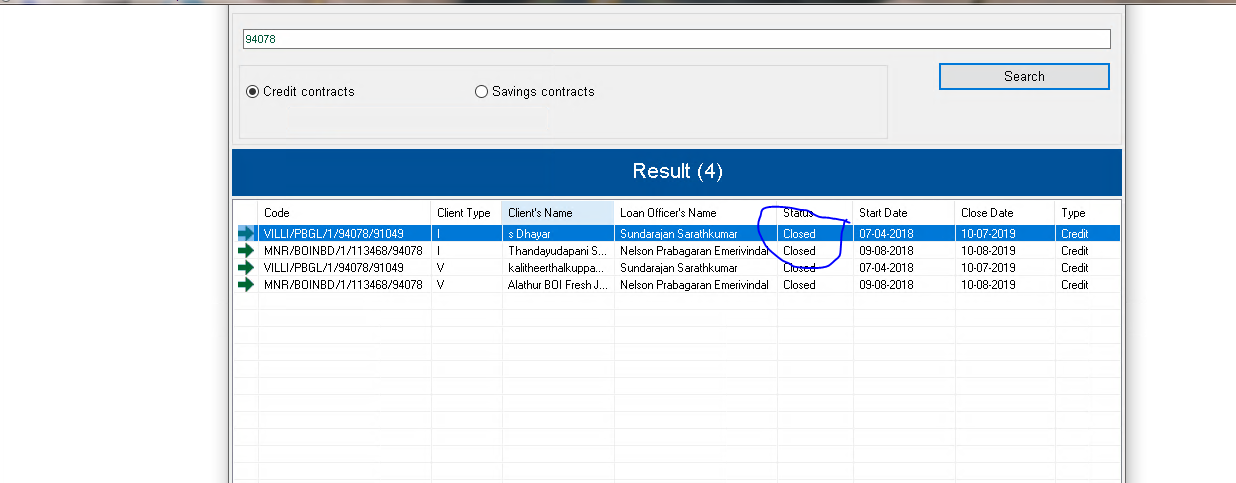 94078
Credit contracts Savings contracts Search
Result (4)
Code Client Type Client's Name Loan Officer's Name Status Start Date Close Date Type
VILLI/PBGL/1/94078/91049 I s Dhayar Sundarajan Sarathkumar Closed 07-04-2018 10-07-2019 Credit
MNR/BOINBD/1/113468/94078 I Thandayudapani S... Nelson Prabagaran Emerivindal Closed 09-08-2018 10-08-2019 Credit
VILLI/PBGL/1/94078/91049 V kalitheerthalkuppa... Sundarajan Sarathkumar Closed 07-04-2018 10-07-2019 Credit
MNR/BOINBD/1/113468/94078 V Alathur BOI Fresh J... Nelson Prabagaran Emerivindal Closed 09-08-2018 10-08-2019 Credit